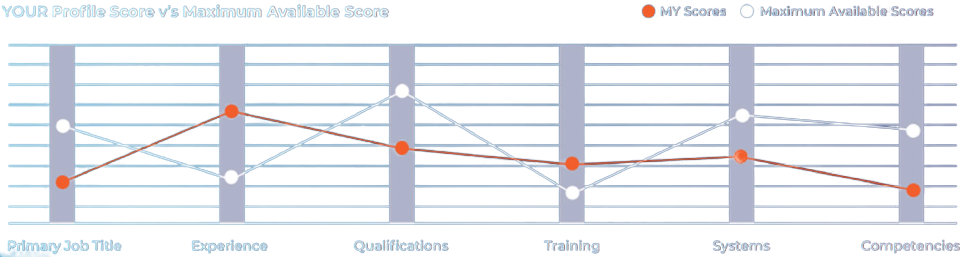 YOUR Profile Score v's Maximum Available Score
MY Scores
Maximum Available Scores
Primary Job Title
Experience
Qualifications
Training
Systems
Competencies